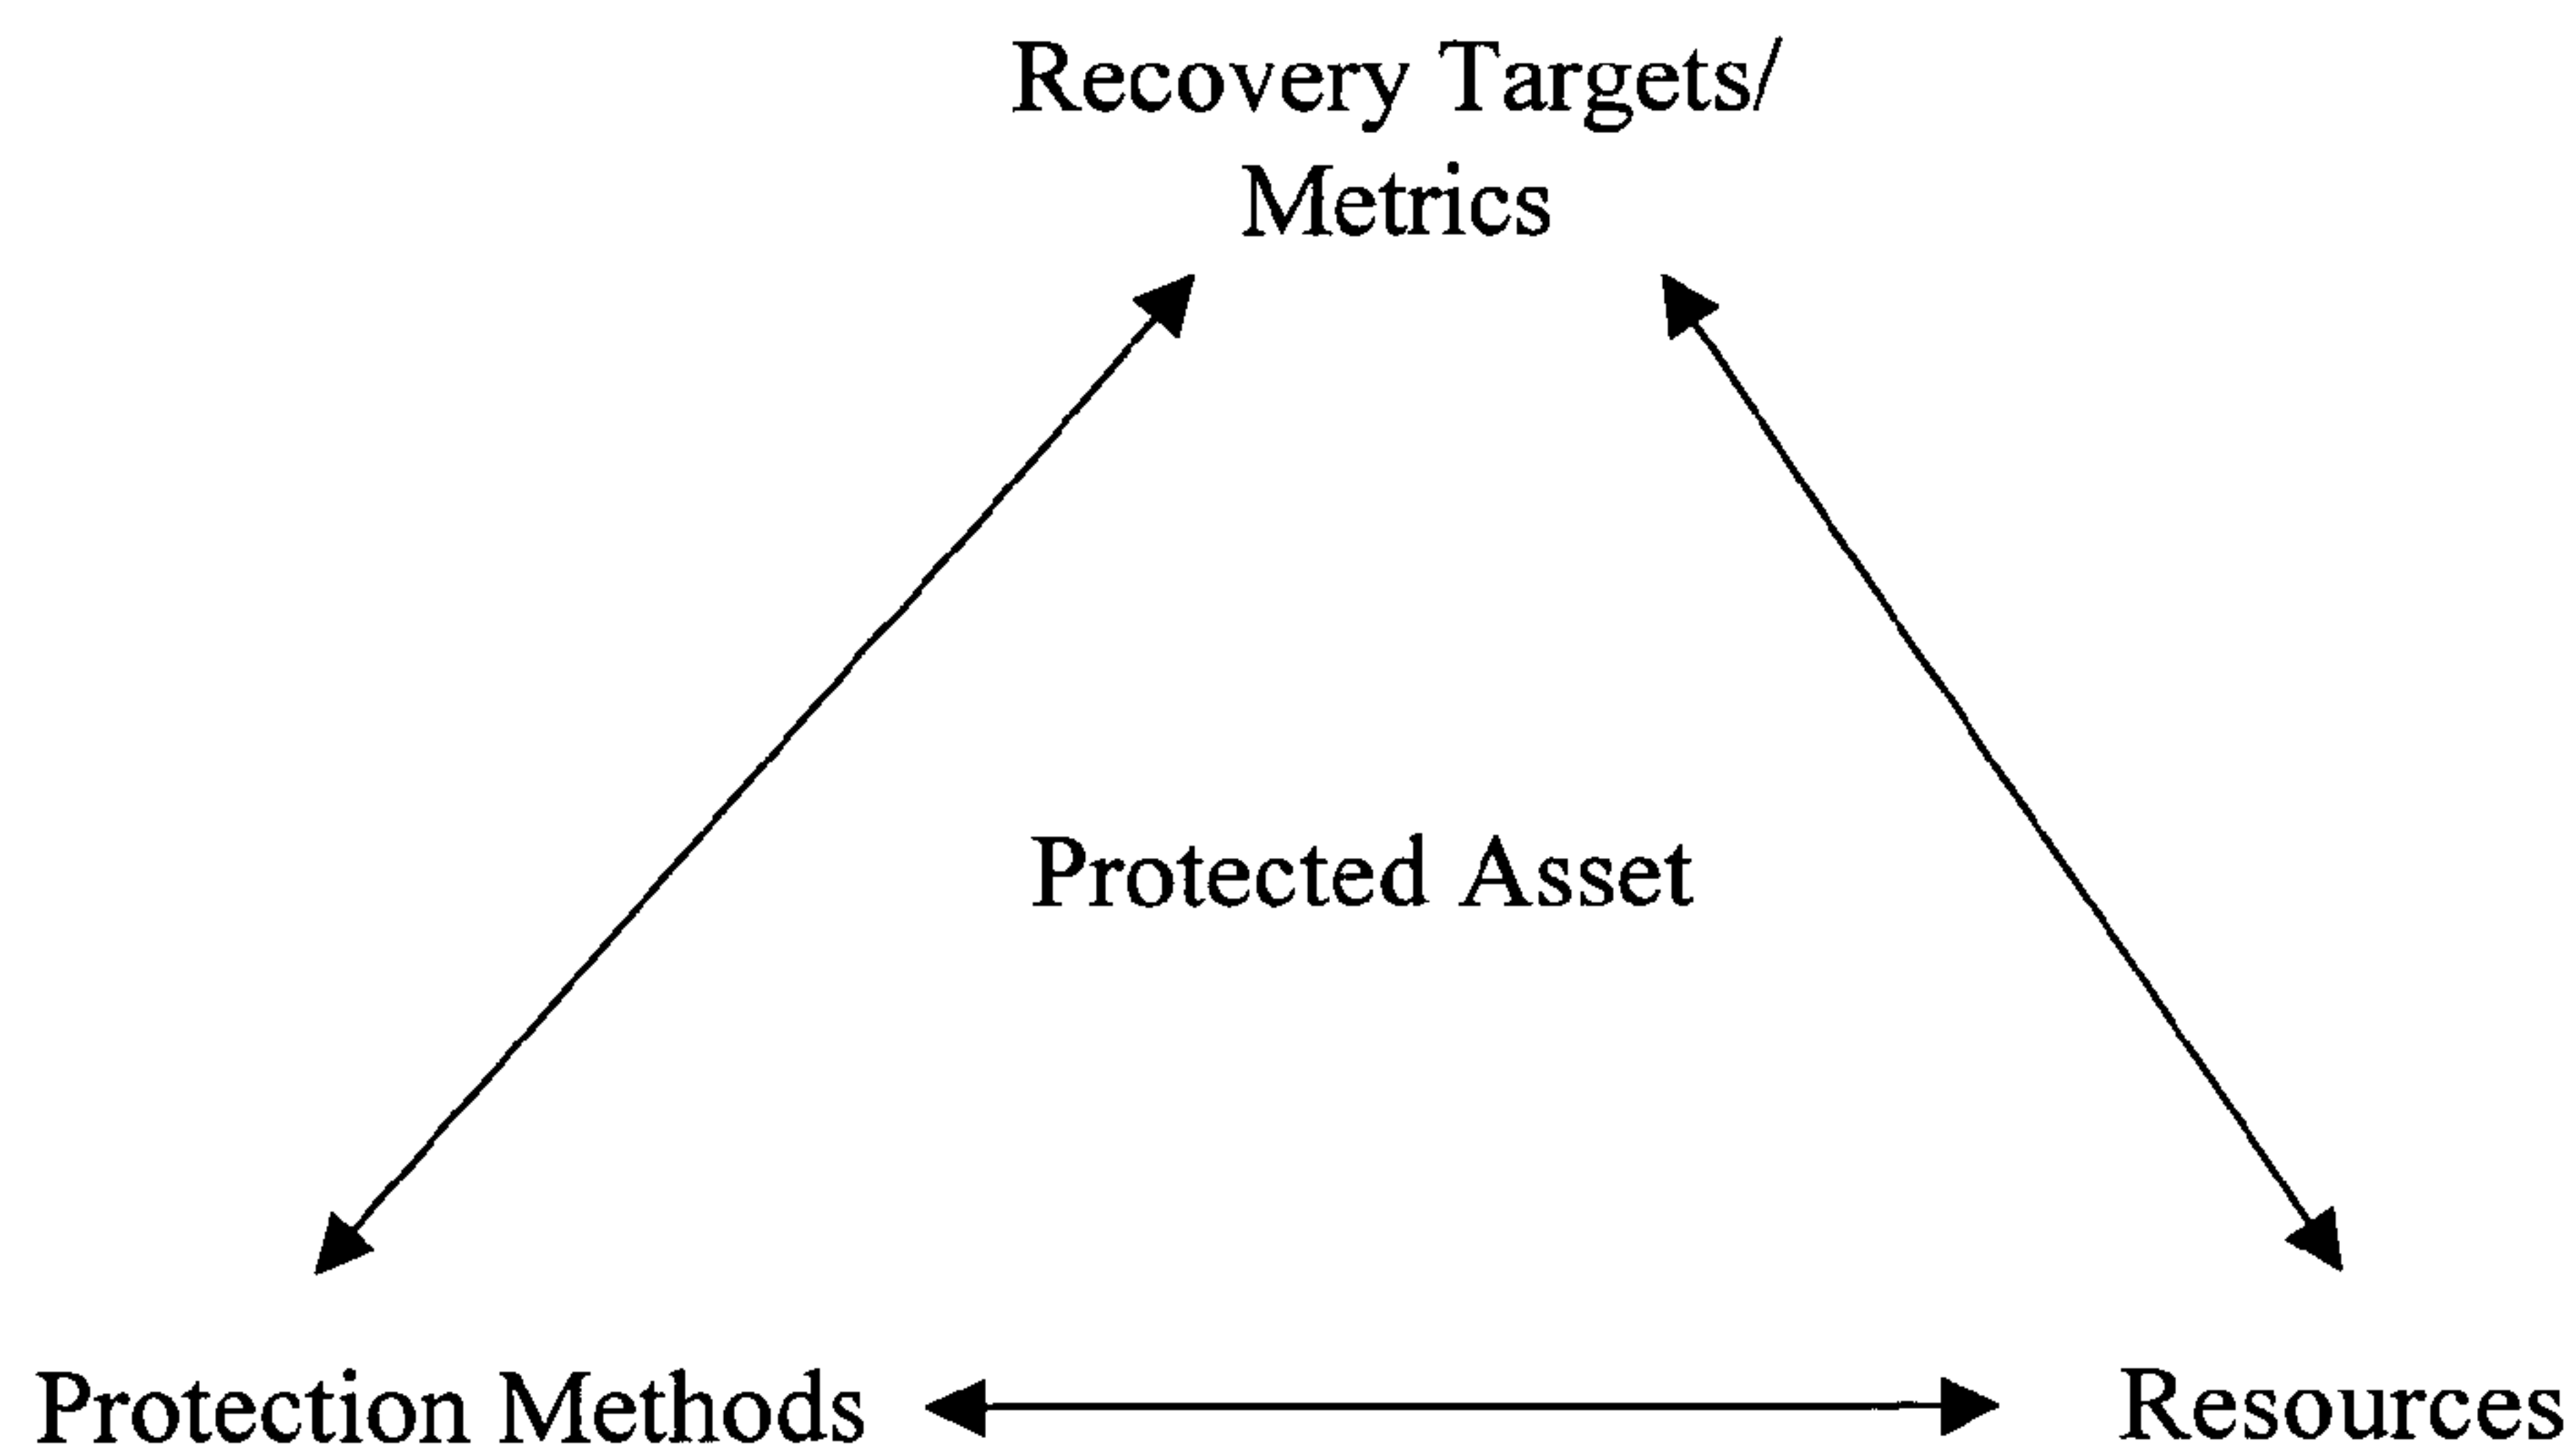 Recovery Targets/
Metrics
Protected Asset
Protection Methods
Resources